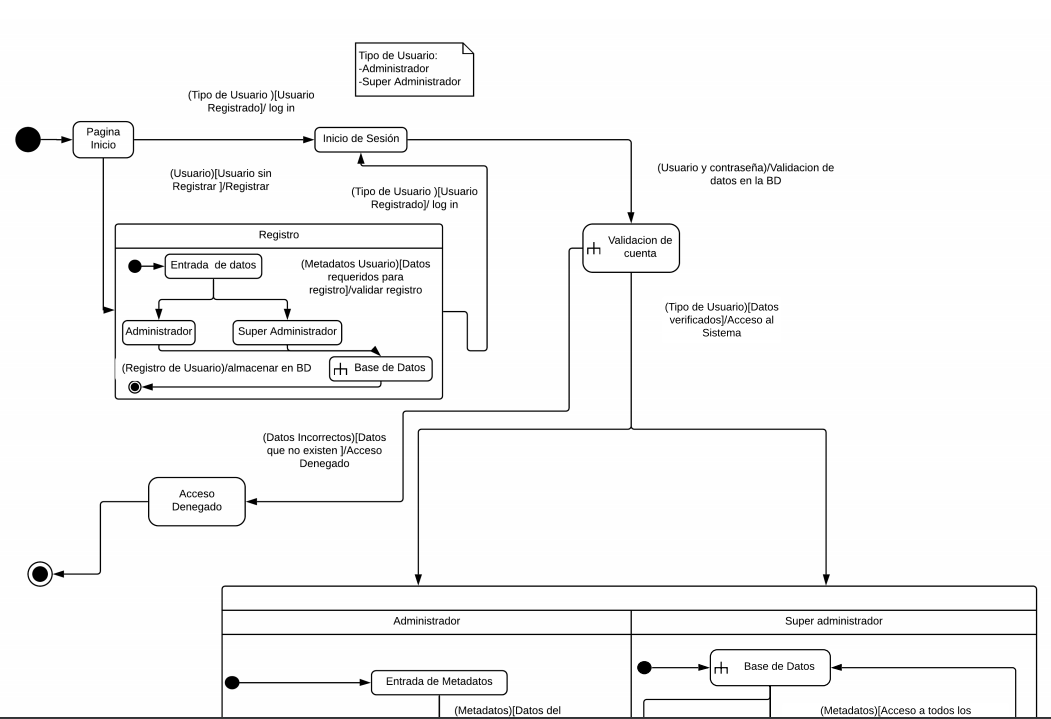 Tipo de Usuario:
-Administrador
-Super Administrador
(Tipo de Usuario )[Usuario
Registrado]/ log in
Pagina
Inicio
Inicio de Sesión
(Usuario)[Usuario sin
Registrar ]/Registrar
(Tipo de Usuario )[Usuario
Registrado]/ log in
(Usuario y contraseña)/Validacion de
datos en la BD
Registro
Validacion de
cuenta
Entrada de datos
(Metadatos Usuario)[Datos
requeridos para
registro]/validar registro
Administrador
Super Administrador
(Tipo de Usuario)[Datos
verificados]/Acceso al
Sistema
(Registro de Usuario)/almacenar en BD
Base de Datos
(Datos Incorrectos)[Datos
que no existen ]/Acceso
Denegado
Acceso
Denegado
Administrador
Super administrador
Entrada de Metadatos
Base de Datos
(Metadatos)[Datos del
(Metadatos)[Acceso a todos los